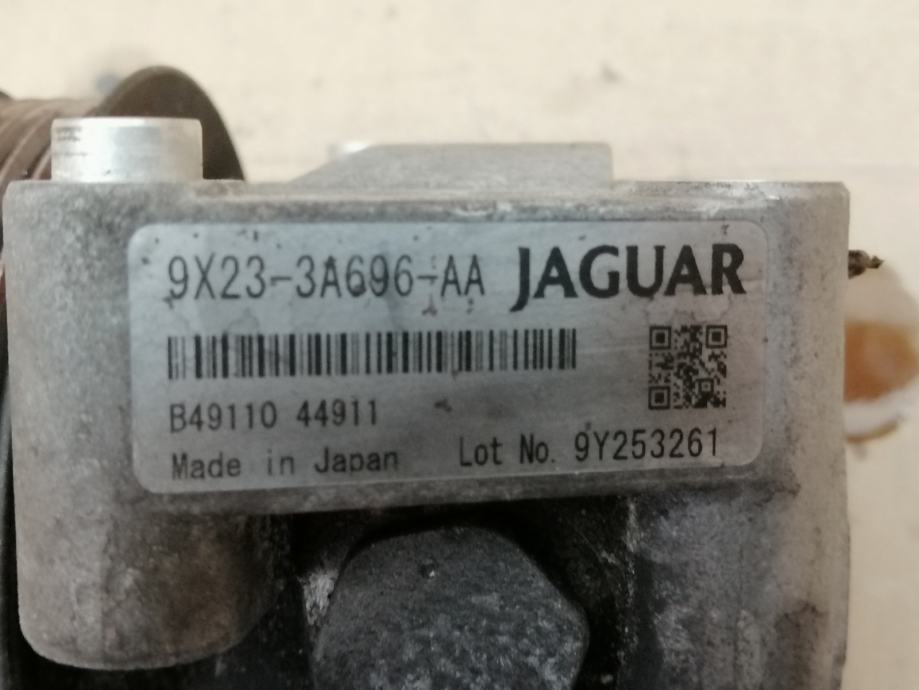 9X23-3A696-AA JAGUAR
B49110 44911
Made in Japan Lot No. 9Y253261